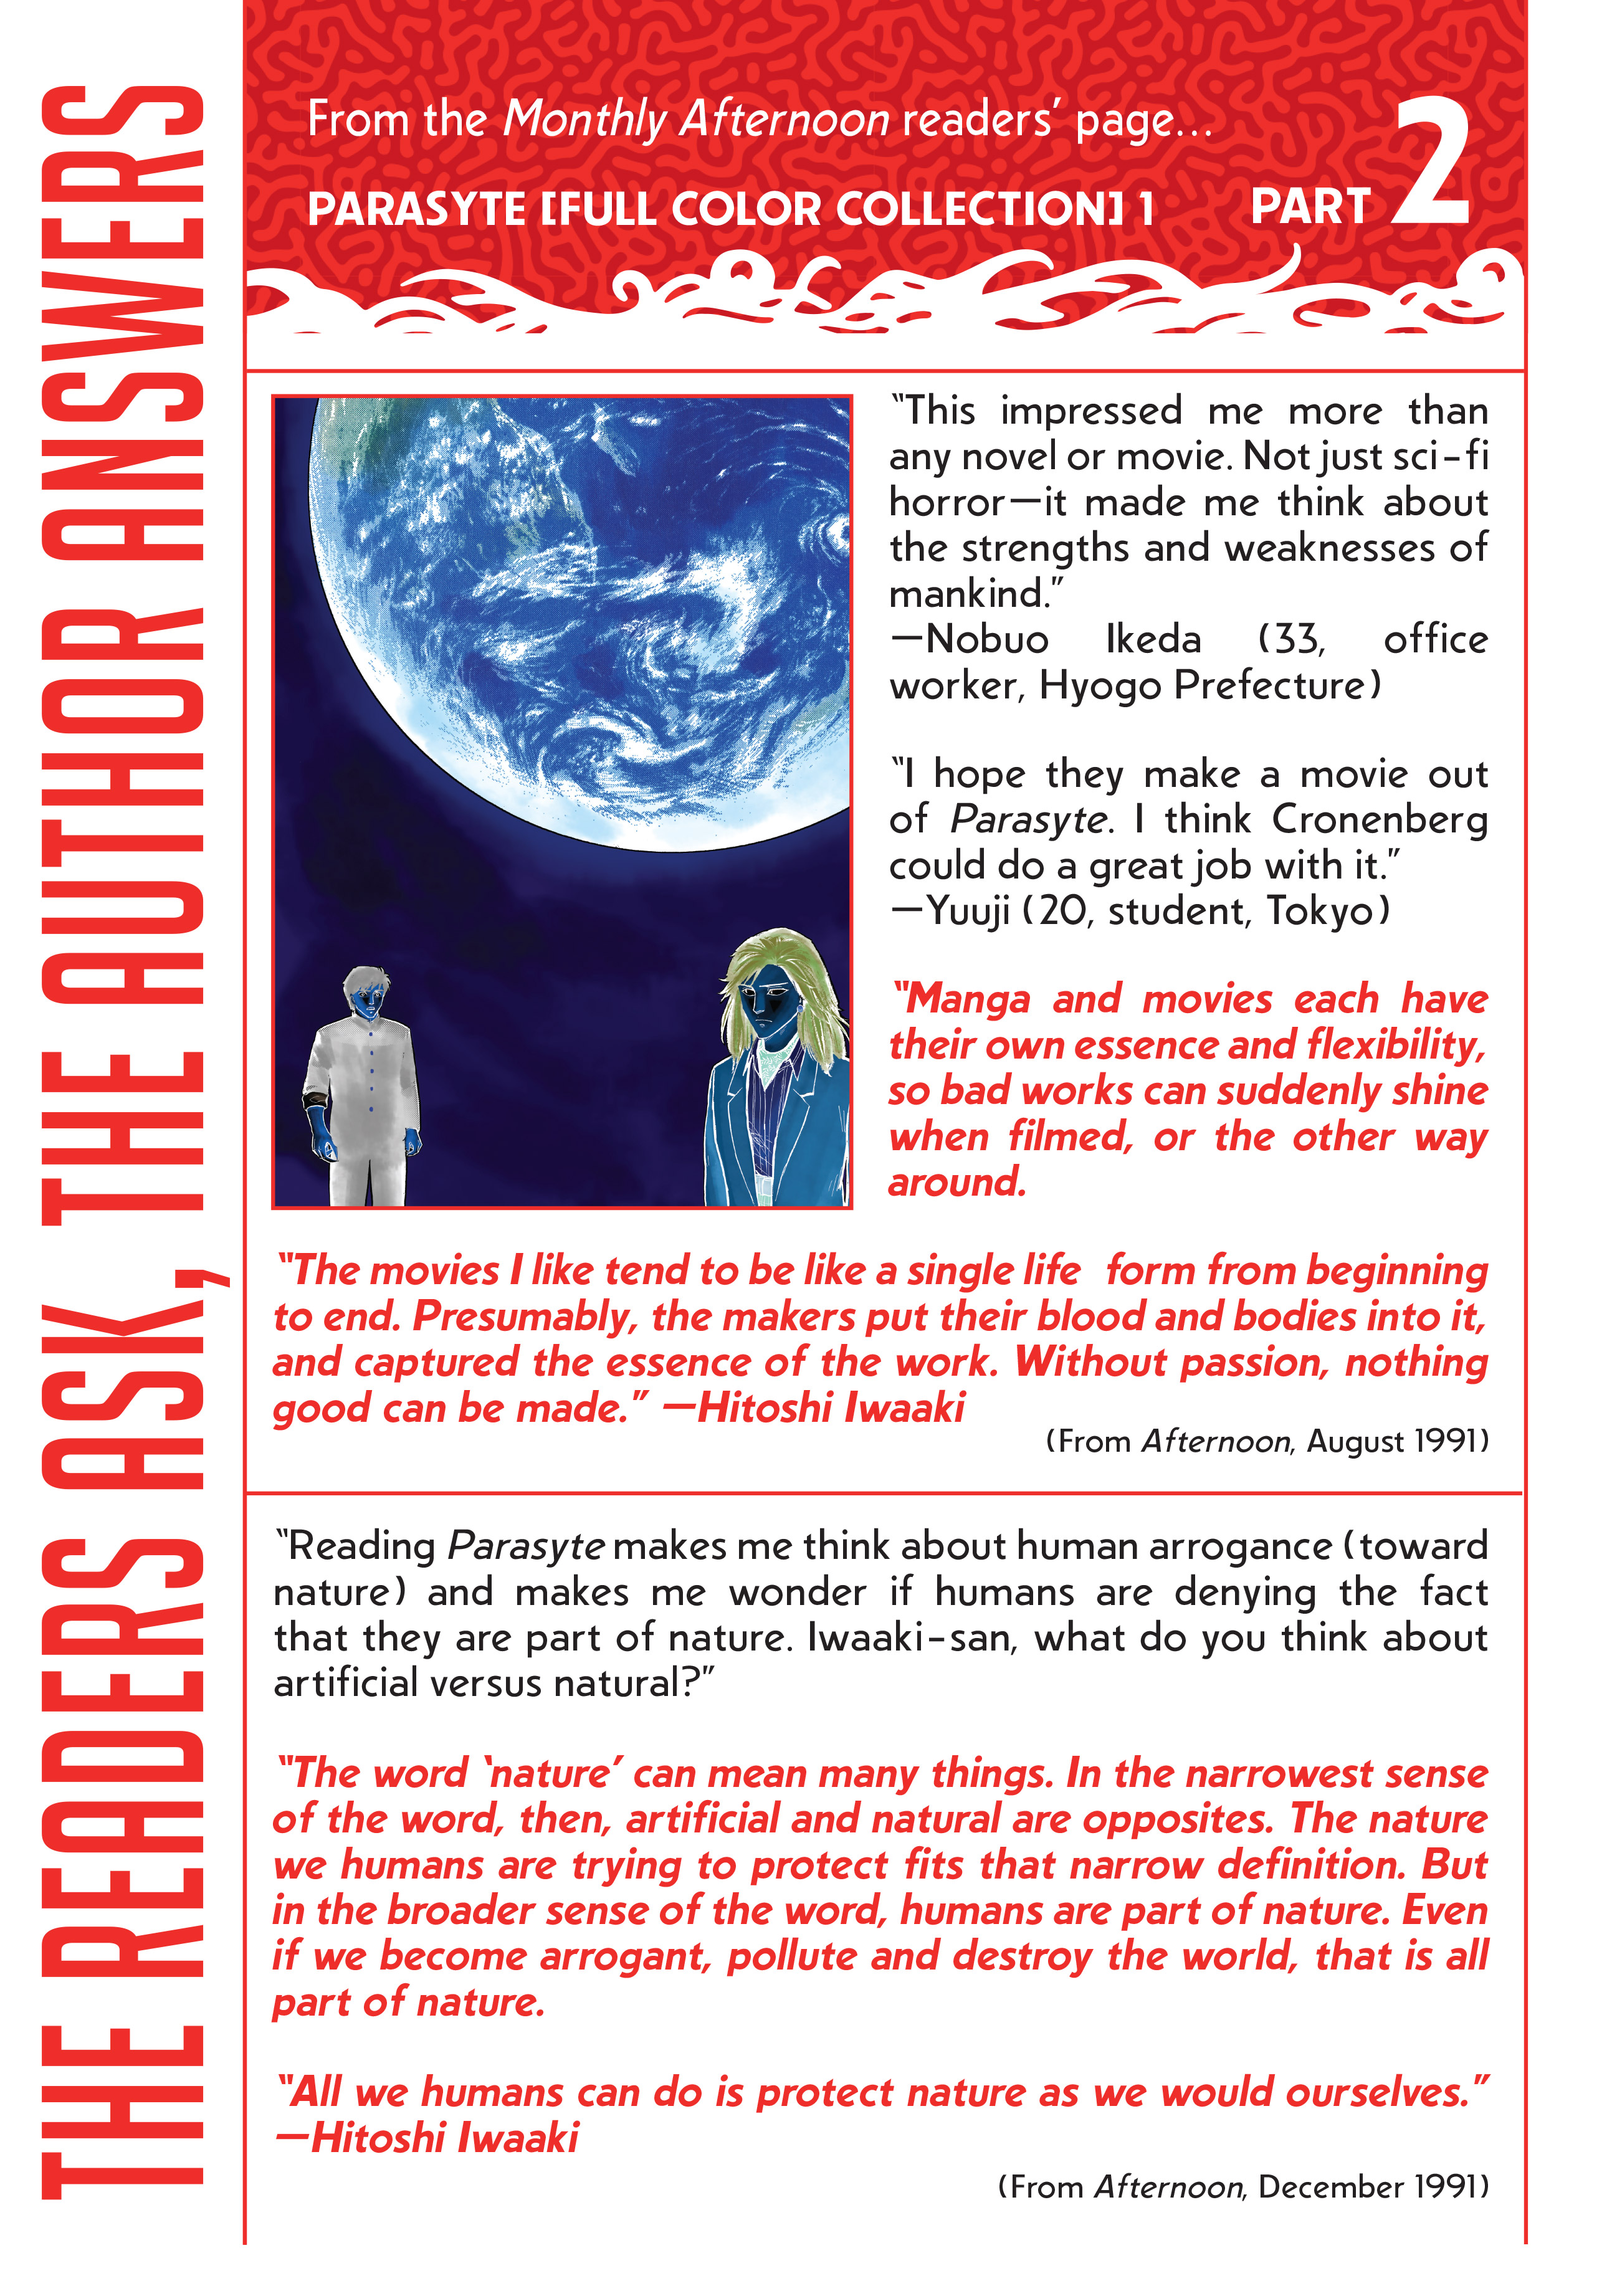 THE READERS ASK, THE AUTHOR ANSWERS
From the Monthly Afternoon readers’ page...
PARASYTE [FULL COLOR COLLECTION] 1
PART 2
“This impressed me more than
any novel or movie. Not just sci-fi
horror—it made me think about
the strengths and weaknesses of
mankind.”
—Nobuo Ikeda (33, office
worker, Hyogo Prefecture)
“I hope they make a movie out
of Parasyte. I think Cronenberg
could do a great job with it.”
—Yuuji (20, student, Tokyo)
“Manga and movies each have
their own essence and flexibility,
so bad works can suddenly shine
when filmed, or the other way
around.
“The movies I like tend to be like a single life form from beginning
to end. Presumably, the makers put their blood and bodies into it,
and captured the essence of the work. Without passion, nothing
good can be made.” —Hitoshi Iwaaki
(From Afternoon, August 1991)
“Reading Parasyte makes me think about human arrogance (toward
nature) and makes me wonder if humans are denying the fact
that they are part of nature. Iwaaki-san, what do you think about
artificial versus natural?”
“The word ‘nature’ can mean many things. In the narrowest sense
of the word, then, artificial and natural are opposites. The nature
we humans are trying to protect fits that narrow definition. But
in the broader sense of the word, humans are part of nature. Even
if we become arrogant, pollute and destroy the world, that is all
part of nature.
“All we humans can do is protect nature as we would ourselves.”
—Hitoshi Iwaaki
(From Afternoon, December 1991)